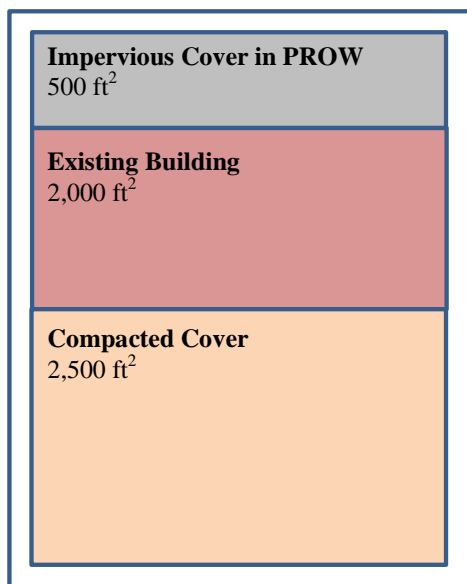 Impervious Cover in PROW
500 ft²
Existing Building
2,000 ft²
Compacted Cover
2,500 ft²